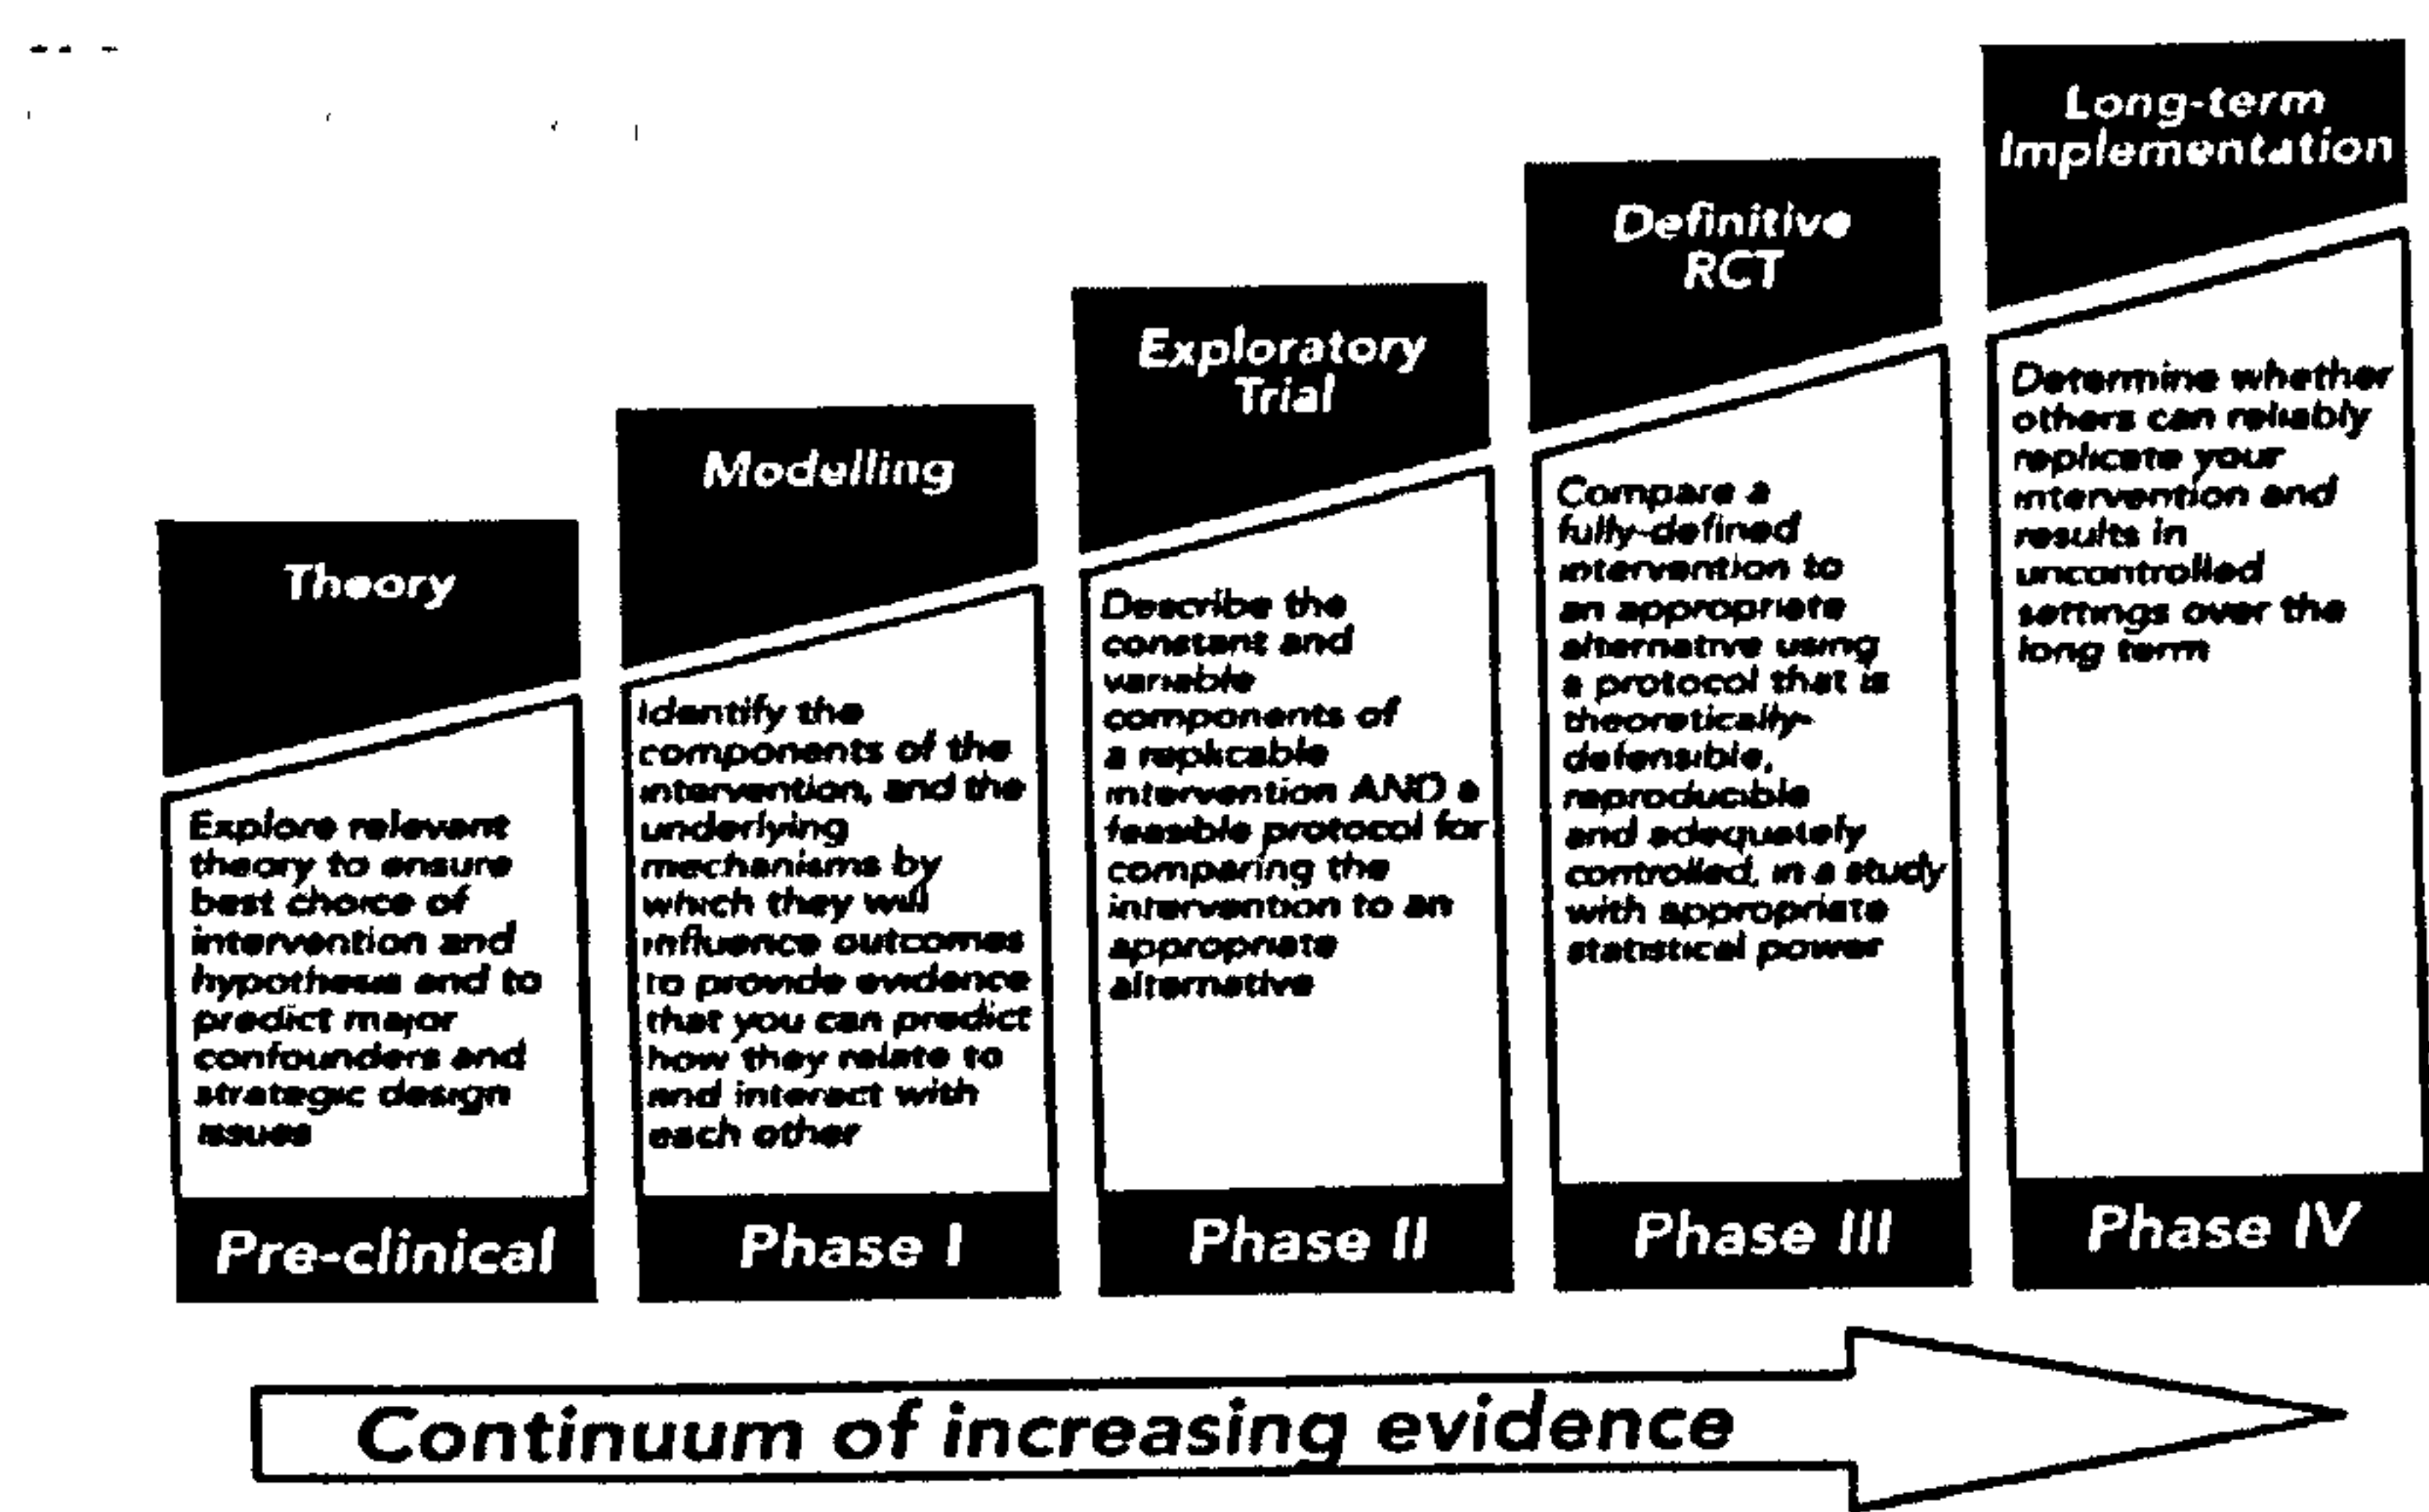 Theory
Explore relevant
theory to ensure
best choice of
intervention and
hypothesis and to
predict major
confounders and
strategic design
issues
Pre-clinical
Modelling
Identify the
components of the
intervention, and the
underlying
mechanisms by
which they will
influence outcomes
to provide evidence
that you can predict
how they relate to
and interact with
each other
Phase I
Exploratory
Trial
Describe the
constant and
variable
components of
a replicable
intervention AND a
feasible protocol for
comparing the
intervention to an
appropriate
alternative
Phase II
Definitive
RCT
Compare a
fully-defined
intervention to
an appropriate
alternative using
a protocol that is
theoretically-
defensible,
reproducible
and adequately
controlled, in a study
with appropriate
statistical power
Phase III
Long-term
Implementation
Determine whether
others can reliably
replicate your
intervention and
results in
uncontrolled
settings over the
long term
Phase IV
Continuum of increasing evidence